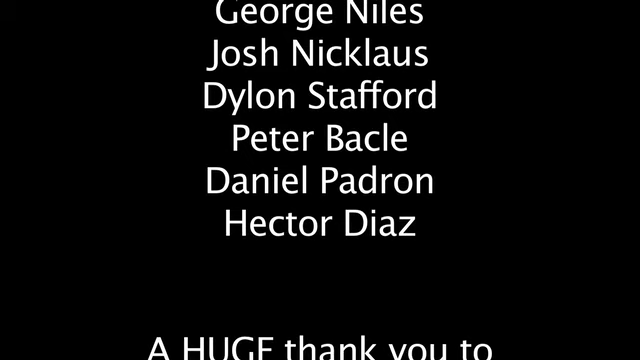 George Niles
Josh Nicklaus
Dylon Stafford
Peter Bacle
Daniel Padron
Hector Diaz
A HUGE thank you to